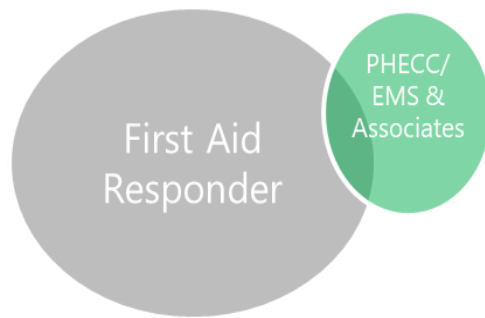 First Aid
Responder
PHECC/
EMS &
Associates